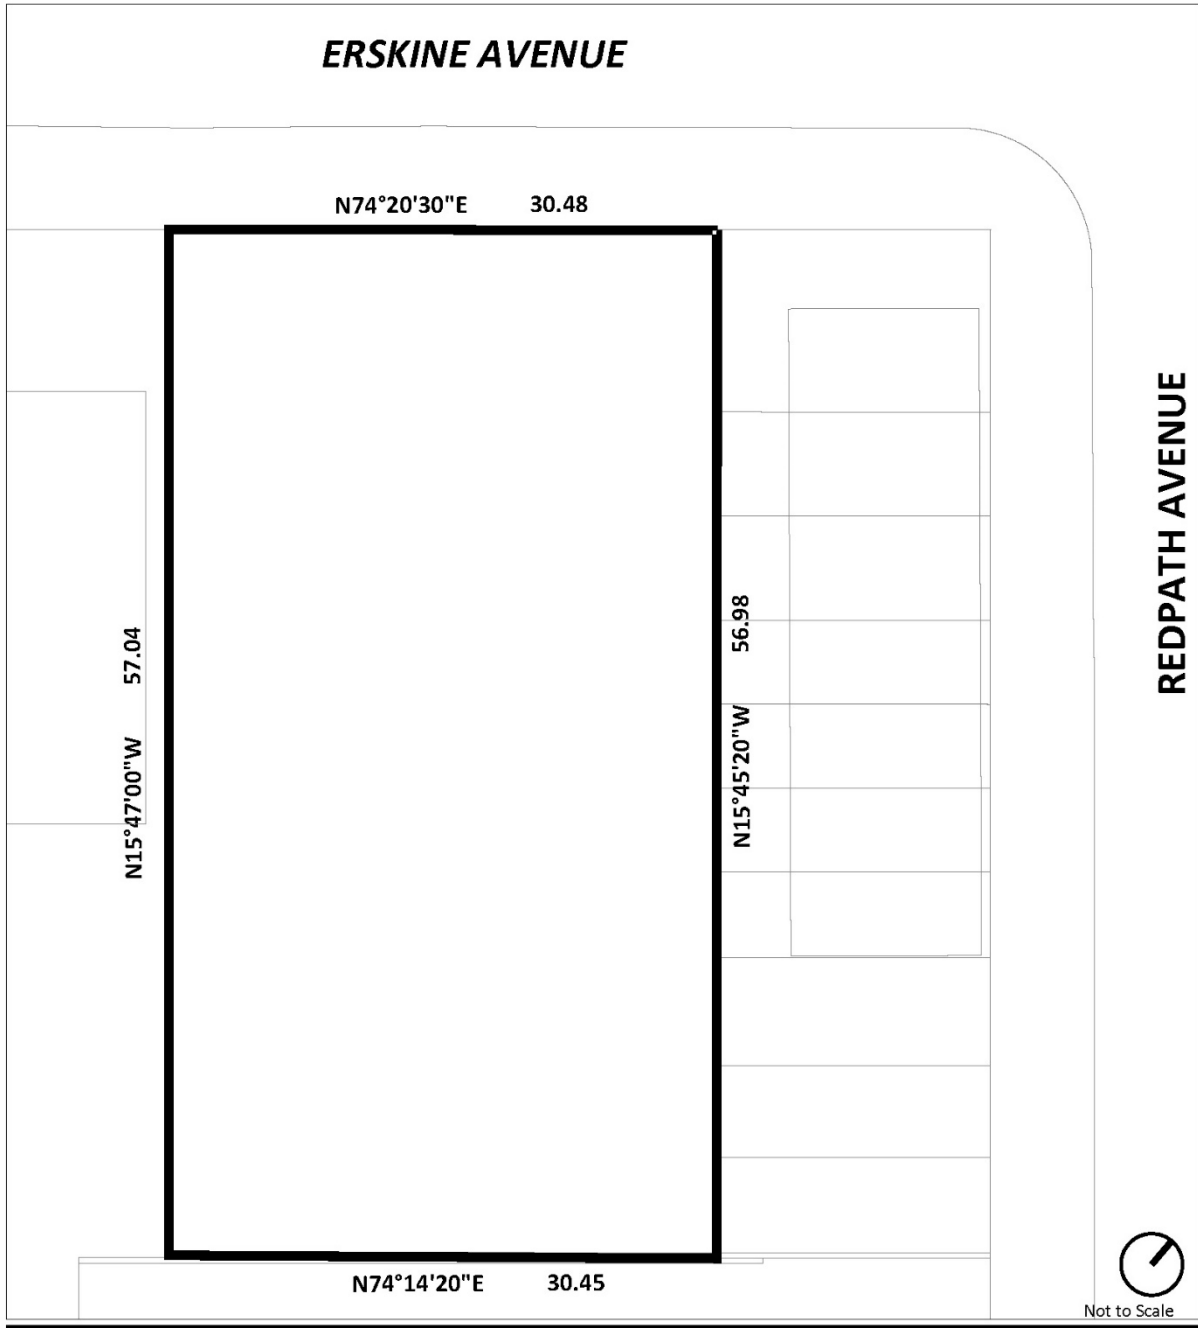 ERSKINE AVENUE
N74°20'30"E 30.48
REDPATH AVENUE
N15°47'00"W 57.04
N15°45'20"W 56.98
N74°14'20"E 30.45
Not to Scale